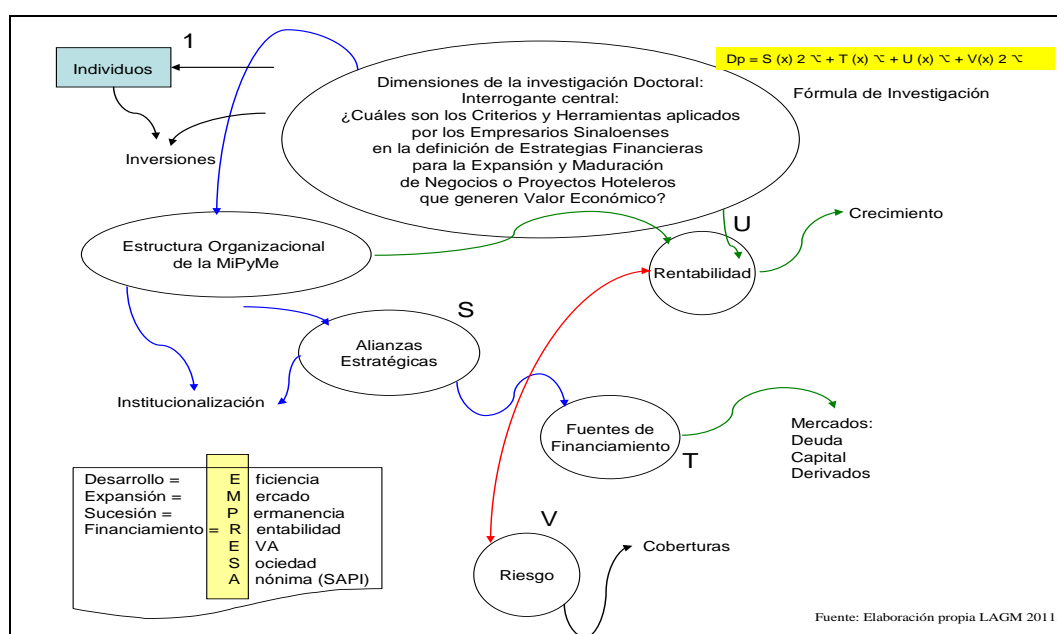 1
Individuos
Inversiones
Dp = S (x) 2 ℸ + T (x) ℸ + U (x) ℸ + V(x) 2 ℸ
Fórmula de Investigación
Dimensiones de la investigación Doctoral:
Interrogante central:
¿Cuáles son los Criterios y Herramientas aplicados
por los Empresarios Sinaloenses
en la definición de Estrategias Financieras
para la Expansión y Maduración
de Negocios o Proyectos Hoteleros
que generen Valor Económico?
U
Crecimiento
Estructura Organizacional
de la MiPyMe
Rentabilidad
S
Alianzas
Estratégicas
Institucionalización
Fuentes de
Financiamiento
T
Mercados:
Deuda
Capital
Derivados
Desarrollo = E ficiencia
Expansión = M ercado
Sucesión = P ermanencia
Financiamiento = R entabilidad
E VA
S ociedad
A nónima (SAPI)
V
Riesgo
Coberturas
Fuente: Elaboración propia LAGM 2011